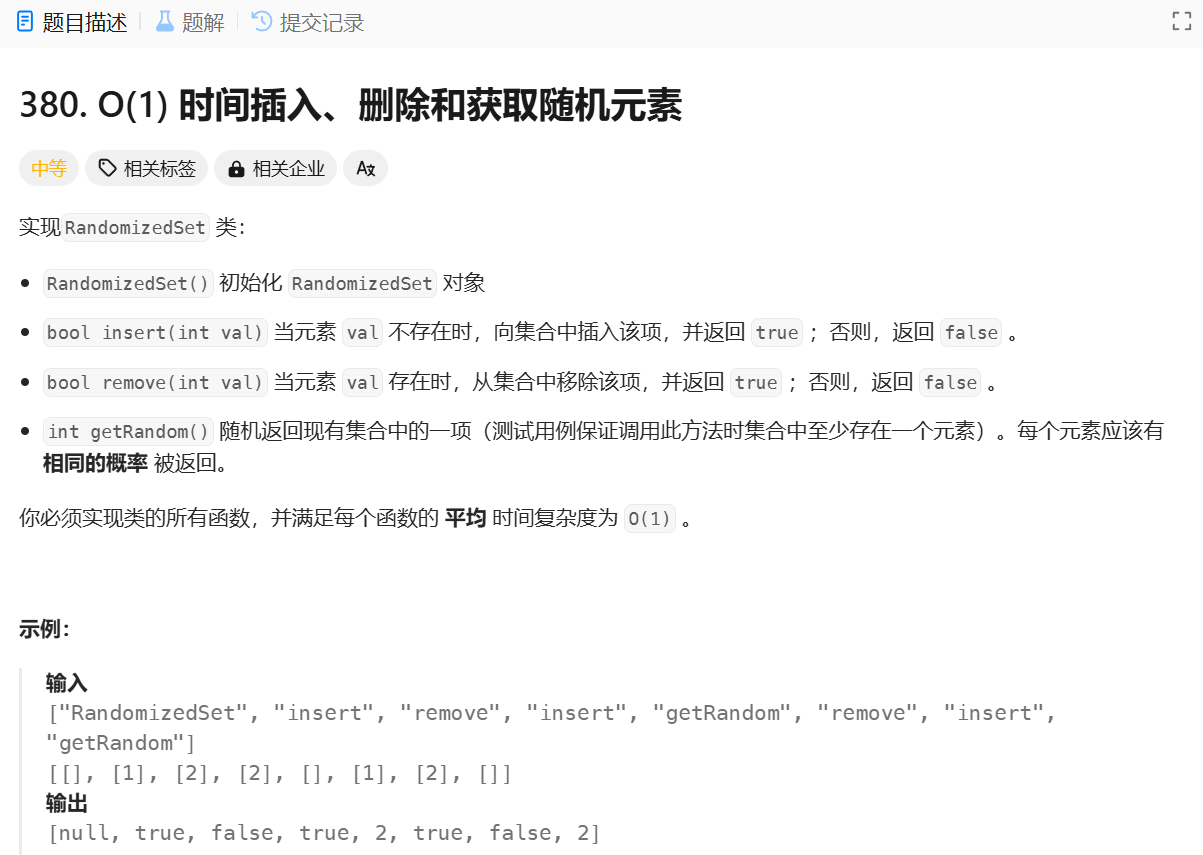 题目描述 题解 提交记录
380. O(1) 时间插入、删除和获取随机元素
中等 相关标签 相关企业 Aあ
实现RandomizedSet 类：
• RandomizedSet() 初始化 RandomizedSet 对象
• bool insert(int val) 当元素 val 不存在时，向集合中插入该项，并返回 true ；否则，返回 false 。
• bool remove(int val) 当元素 val 存在时，从集合中移除该项，并返回 true ；否则，返回 false 。
• int getRandom() 随机返回现有集合中的一项（测试用例保证调用此方法时集合中至少存在一个元素）。每个元素应该有
相同的概率 被返回。
你必须实现类的所有函数，并满足每个函数的 平均 时间复杂度为 O(1) 。
示例：
输入
["RandomizedSet", "insert", "remove", "insert", "getRandom", "remove", "insert",
"getRandom"]
[[], [1], [2], [2], [], [1], [2], []]
输出
[null, true, false, true, 2, true, false, 2]